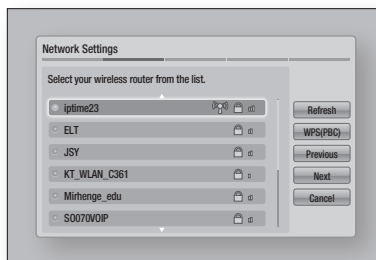 Network Settings
Select your wireless router from the list.
iptime23
ELT
JSY
KT_WLAN_C361
Mirhenge_edu
SO070VOIP
Refresh
WPS(PBC)
Previous
Next
Cancel